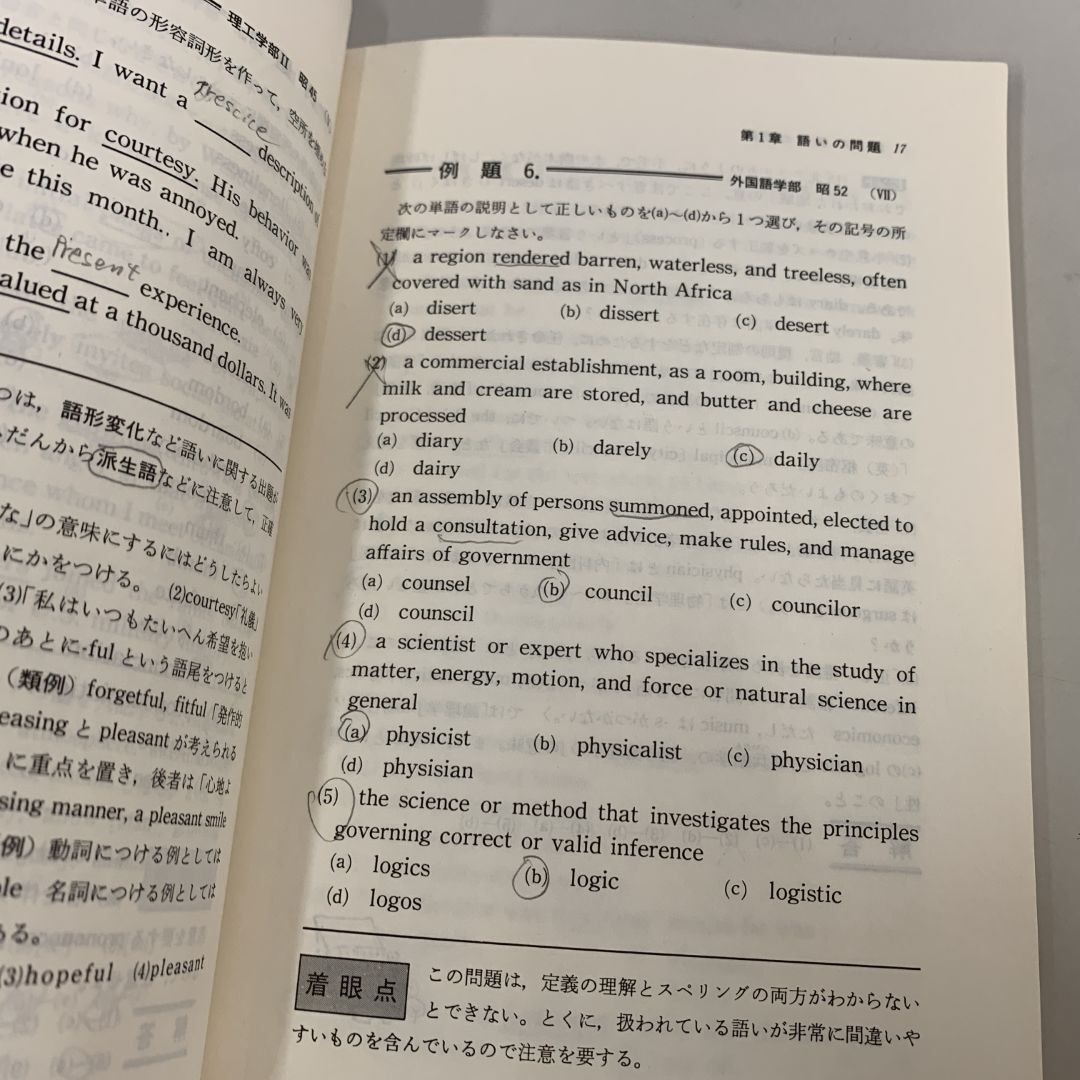 理工学部II 昭45
語の形容詞形を作って，空所を
details. I want a Prescice description of
tion for courtesy. His behavior was
when he was annoyed.
e this month.. I am always very
the Present experience.
valued at a thousand dollars. It was
つは，語形変化など語いに関する出題が
だんから派生語などに注意して，正確
な」の意味にするにはどうしたらよい
にかをつける。 (2)courtesy「礼儀」
(3)「私はいつもたいへん希望を抱い
のあとに-fulという語尾をつけると
(類例) forgetful, fitful「発作的
easing と pleasant が考えられる
に重点を置き，後者は「心地よ
sing manner, a pleasant smile
例) 動詞につける例としては
ble 名詞につける例としては
ある。
(3)hopeful (4)pleasant
第1章 語いの問題 17
例 題 6. 外国語学部 昭52 (VII)
次の単語の説明として正しいものを(a)～(d)から1つ選び，その記号の所
定欄にマークしなさい。
(1) a region rendered barren, waterless, and treeless, often
covered with sand as in North Africa
(a) disert (b) dissert (c) desert
(d) dessert
(2) a commercial establishment, as a room, building, where
milk and cream are stored, and butter and cheese are
processed
(a) diary (b) darely (c) daily
(d) dairy
(3) an assembly of persons summoned, appointed, elected to
hold a consultation, give advice, make rules, and manage
affairs of government
(a) counsel (b) council (c) councilor
(d) counscil
(4) a scientist or expert who specializes in the study of
matter, energy, motion, and force or natural science in
general
(a) physicist (b) physicalist (c) physician
(d) physisian
(5) the science or method that investigates the principles
governing correct or valid inference
(a) logics (b) logic (c) logistic
(d) logos
着眼点 この問題は，定義の理解とスペリングの両方がわからない
とできない。とくに，扱われている語いが非常に間違いや
すいものを含んでいるので注意を要する。